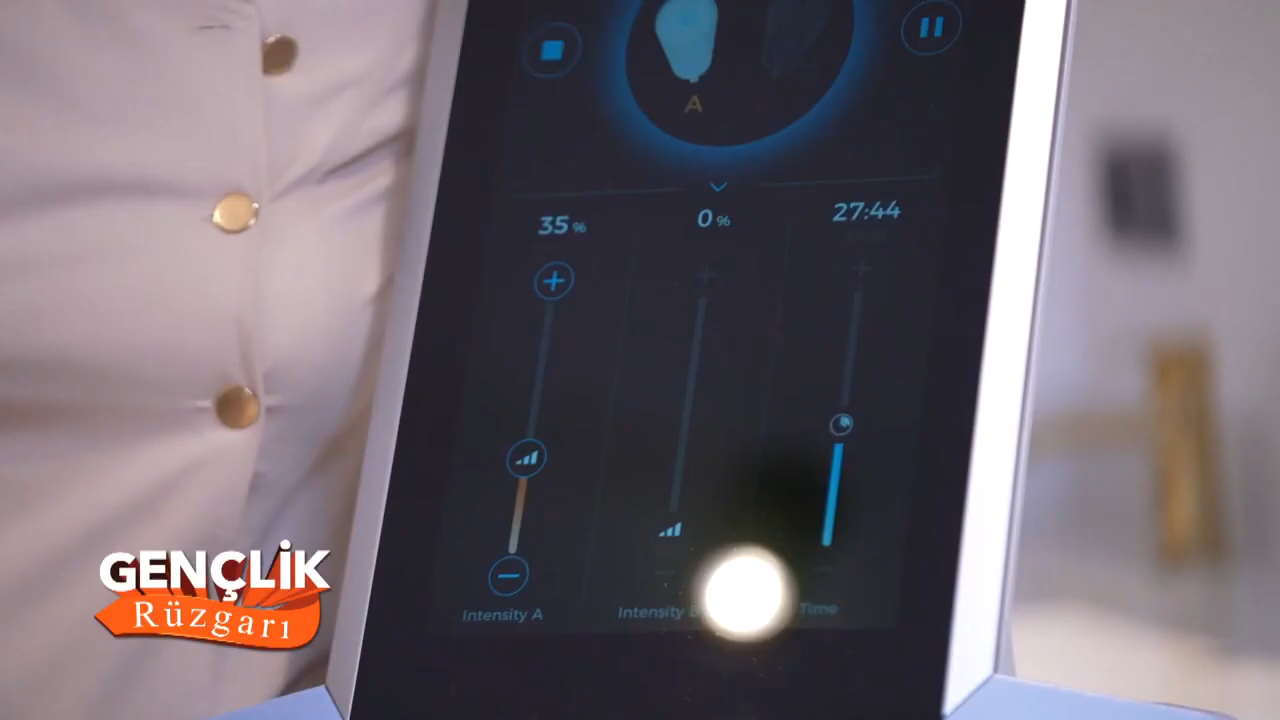 A
35 %
0 %
27:44
Intensity A
Intensity
Time
GENÇLİK
Rüzgarı